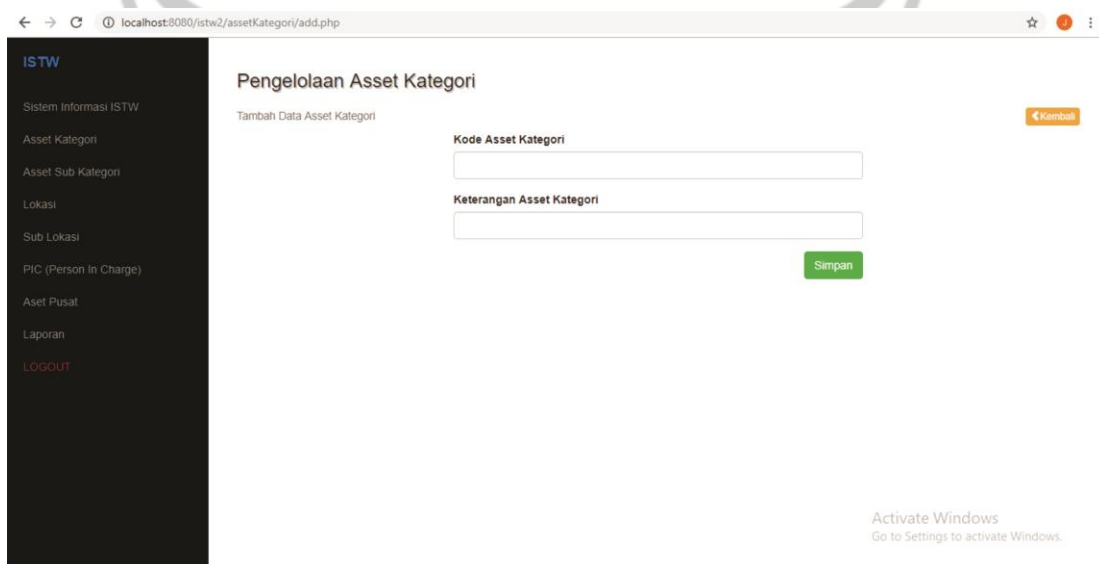 localhost:8080/istw2/assetKategori/add.php
J
ISTW
Pengelolaan Asset Kategori
Sistem Informasi ISTW
Tambah Data Asset Kategori
Kembali
Asset Kategori
Kode Asset Kategori
Asset Sub Kategori
Lokasi
Keterangan Asset Kategori
Sub Lokasi
PIC (Person In Charge)
Simpan
Aset Pusat
Laporan
LOGOUT
Activate Windows
Go to Settings to activate Windows.